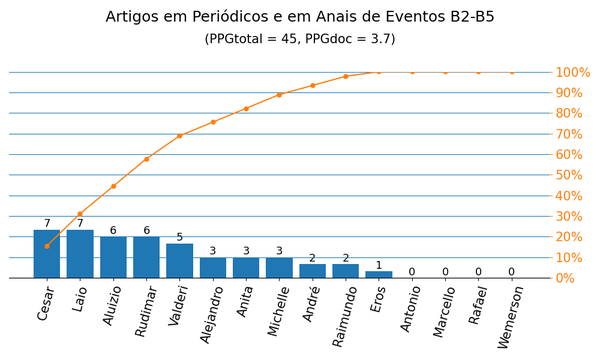 Artigos em Periódicos e em Anais de Eventos B2-B5
(PPGtotal = 45, PPGdoc = 3.7)
100%
90%
80%
70%
60%
50%
40%
30%
20%
10%
0%
7
7
6
6
5
3
3
3
2
2
1
0
0
0
0
Cesar
Laio
Aluizio
Rudimar
Valderi
Alejandro
Anita
Michelle
André
Raimundo
Eros
Antonio
Marcello
Rafael
Wemerson